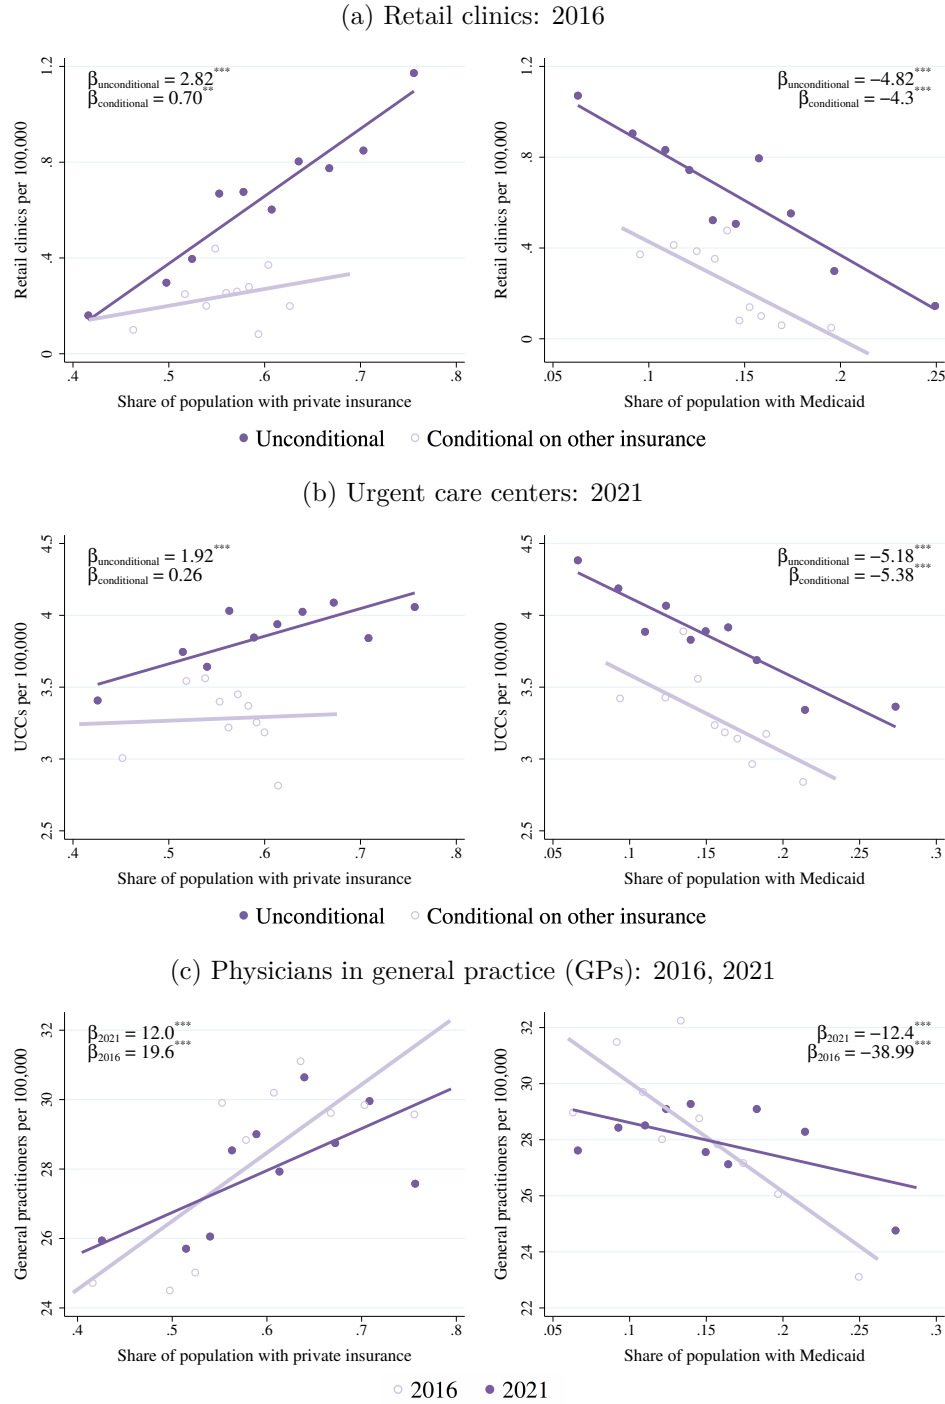 (a) Retail clinics: 2016
βunconditional = 2.82***
βconditional = 0.70**
Retail clinics per 100,000
0 .4 .8 1.2
.4 .5 .6 .7 .8
Share of population with private insurance
βunconditional = −4.82***
βconditional = −4.3***
Retail clinics per 100,000
0 .4 .8 1.2
.05 .1 .15 .2 .25
Share of population with Medicaid
Unconditional Conditional on other insurance
(b) Urgent care centers: 2021
βunconditional = 1.92***
βconditional = 0.26
UCCs per 100,000
2.5 3 3.5 4 4.5
.4 .5 .6 .7 .8
Share of population with private insurance
βunconditional = −5.18***
βconditional = −5.38***
UCCs per 100,000
2.5 3 3.5 4 4.5
.05 .1 .15 .2 .25 .3
Share of population with Medicaid
Unconditional Conditional on other insurance
(c) Physicians in general practice (GPs): 2016, 2021
β2021 = 12.0***
β2016 = 19.6***
General practitioners per 100,000
24 26 28 30 32
.4 .5 .6 .7 .8
Share of population with private insurance
β2021 = −12.4***
β2016 = −38.99***
General practitioners per 100,000
22 24 26 28 30 32
.05 .1 .15 .2 .25 .3
Share of population with Medicaid
2016 2021